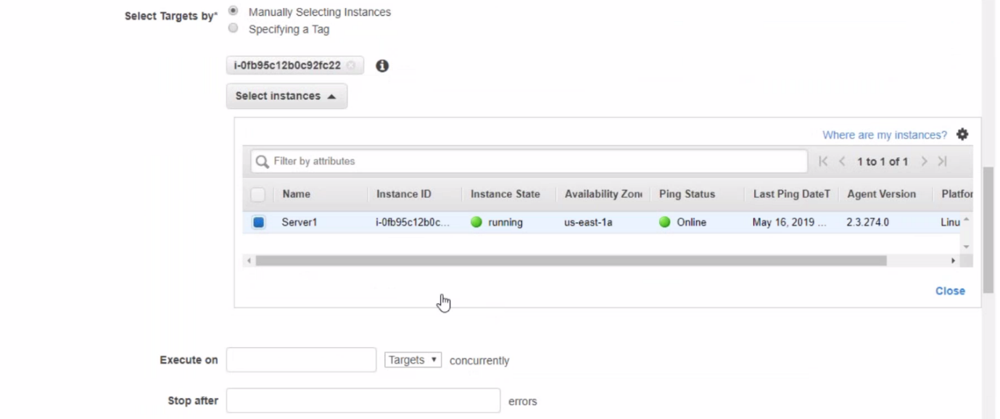 Select Targets by*
Manually Selecting Instances
Specifying a Tag
i-0fb95c12b0c92fc22
Select instances
Where are my instances?
Filter by attributes
1 to 1 of 1
Name Instance ID Instance State Availability Zone Ping Status Last Ping DateT Agent Version Platfor
Server1 i-0fb95c12b0c... running us-east-1a Online May 16, 2019 ... 2.3.274.0 Linu
Close
Execute on Targets concurrently
Stop after errors